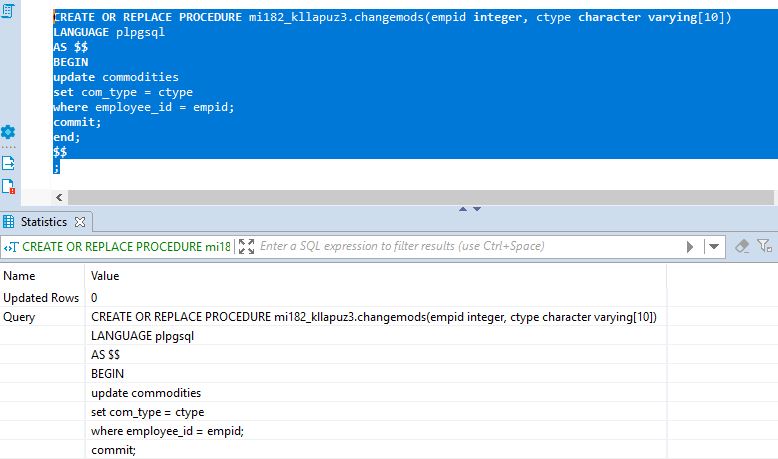 CREATE OR REPLACE PROCEDURE mi182_kllapuz3.changemods(empid integer, ctype character varying[10])
LANGUAGE plpgsql
AS $$
BEGIN
update commodities
set com_type = ctype
where employee_id = empid;
commit;
end;
$$
;
Statistics
CREATE OR REPLACE PROCEDURE mi18 Enter a SQL expression to filter results (use Ctrl+Space)
Name Value
Updated Rows 0
Query CREATE OR REPLACE PROCEDURE mi182_kllapuz3.changemods(empid integer, ctype character varying[10])
LANGUAGE plpgsql
AS $$
BEGIN
update commodities
set com_type = ctype
where employee_id = empid;
commit;